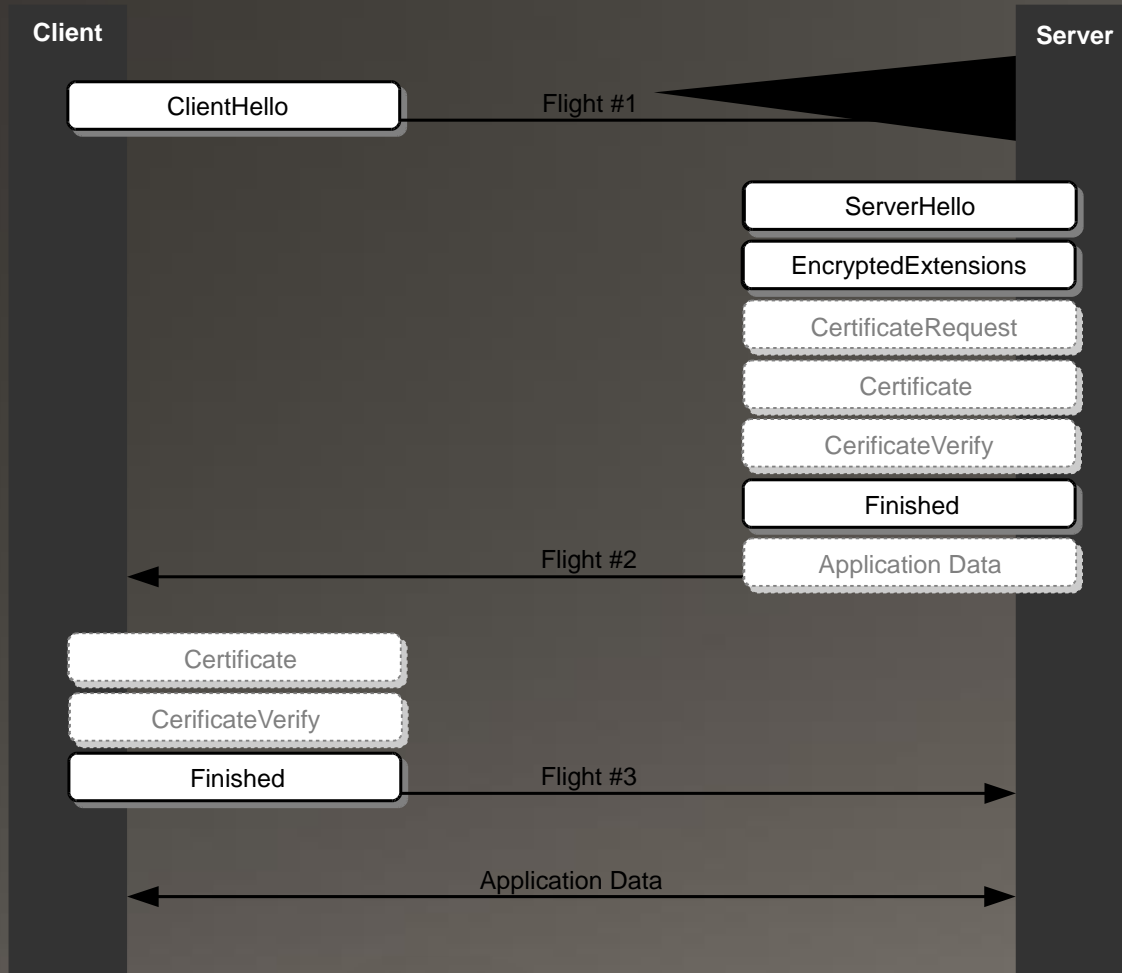 Client
Server
ClientHello
Flight #1
ServerHello
EncryptedExtensions
CertificateRequest
Certificate
CerificateVerify
Finished
Flight #2
Application Data
Certificate
CerificateVerify
Finished
Flight #3
Application Data